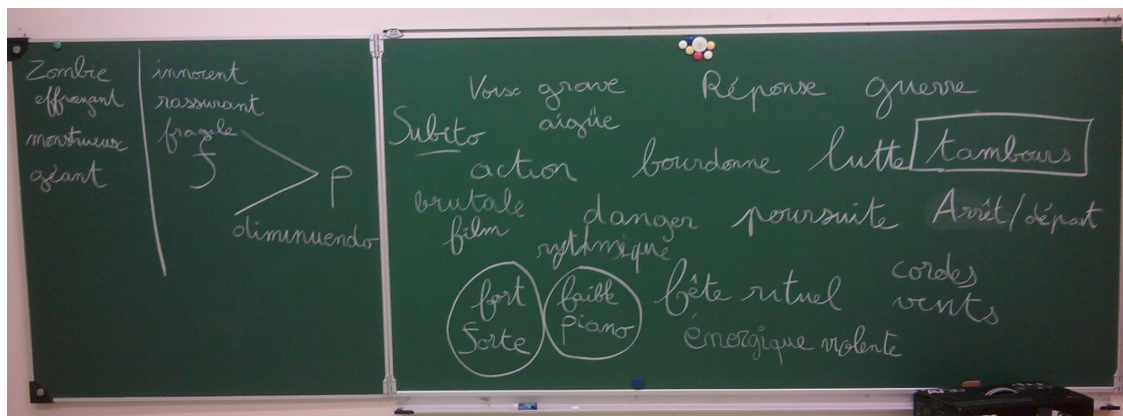 Zombie
effrayant
monstrueux
géant
innocent
rassurant
fragile
f
p
diminuendo
Voix grave
aigüe
Réponse guerre
Subito
action bourdonne lutte tambours
brutale danger poursuite Arrêt/départ
film
rythmique
fort
forte
faible
piano
bête rituel
cordes
vents
énergique violente